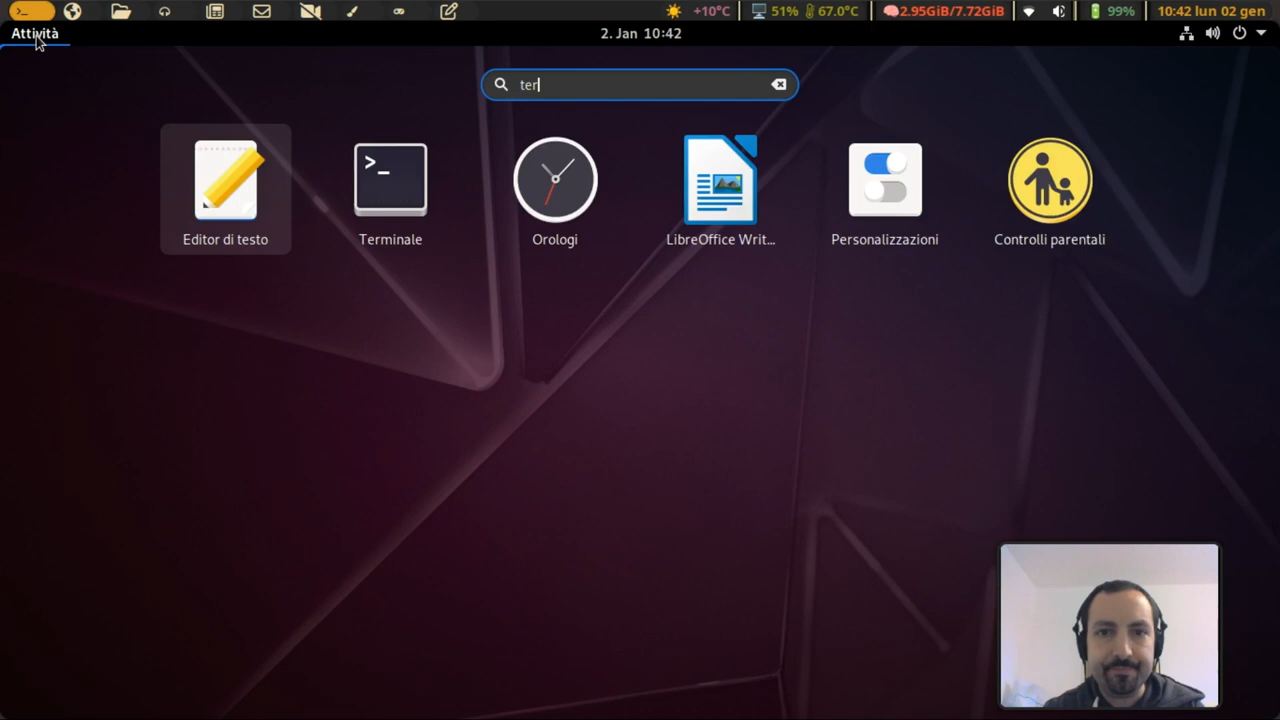 +10°C 51% 67.0°C 2.95GiB/7.72GiB 99% 10:42 lun 02 gen
Attività 2. Jan 10:42
ter
Editor di testo Terminale Orologi LibreOffice Writ... Personalizzazioni Controlli parentali